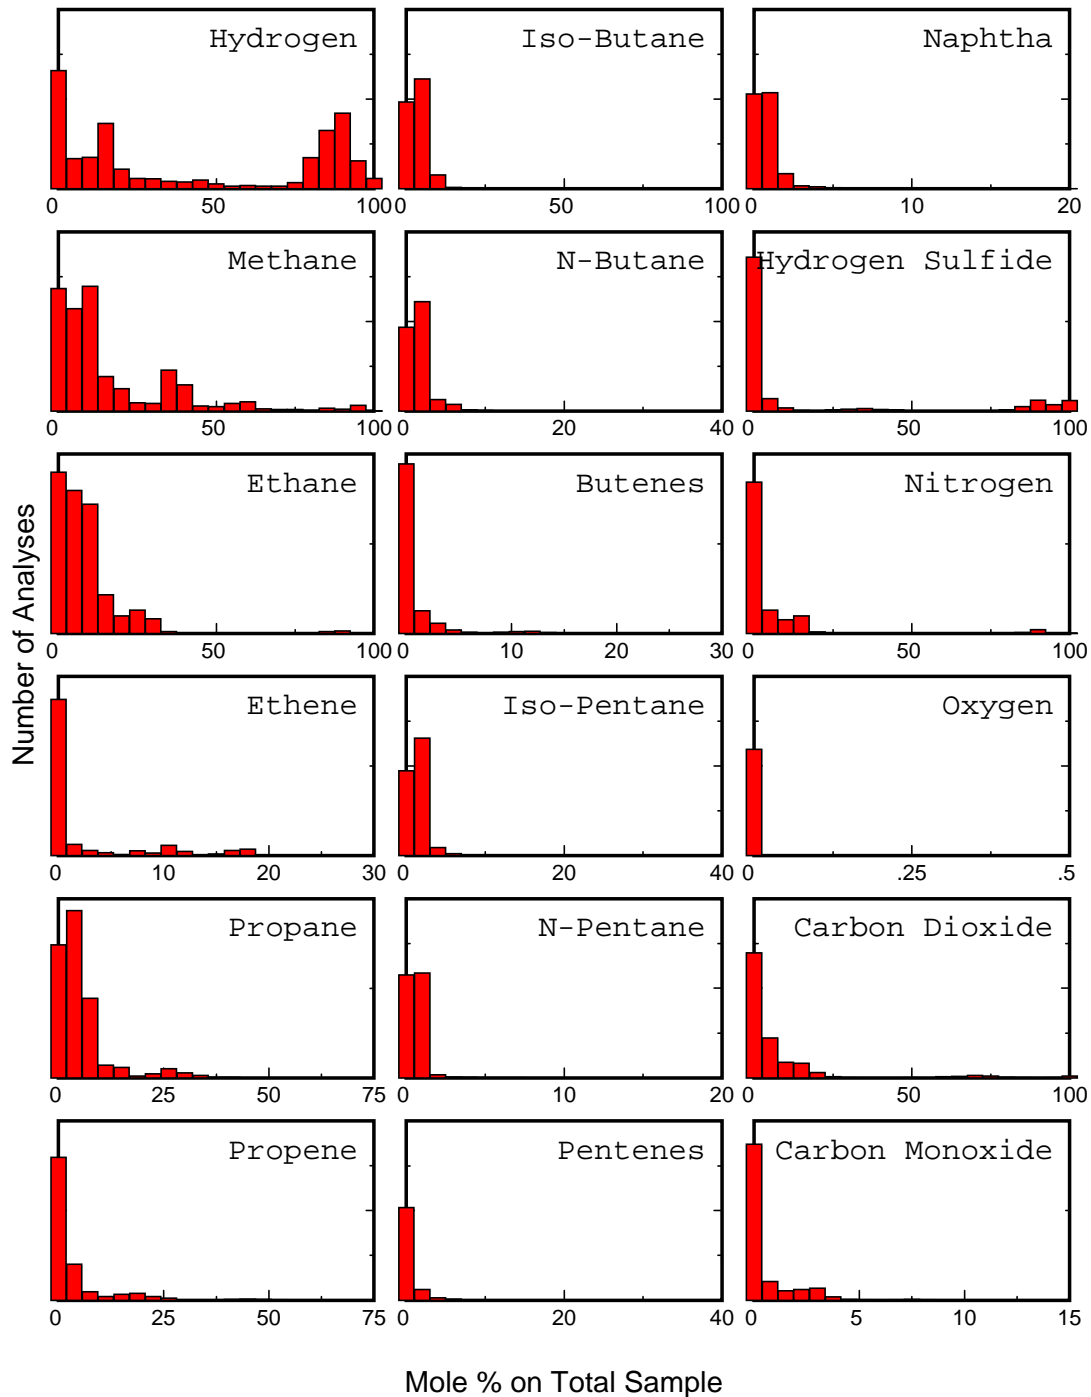 Hydrogen
0 50 100
Iso-Butane
0 50 100
Naphtha
0 10 20
Methane
0 50 100
N-Butane
0 20 40
Hydrogen Sulfide
0 50 100
Ethane
0 50 100
Butenes
0 10 20 30
Nitrogen
0 50 100
Ethene
0 10 20 30
Iso-Pentane
0 20 40
Oxygen
0 .25 .5
Propane
0 25 50 75
N-Pentane
0 10 20
Carbon Dioxide
0 50 100
Propene
0 25 50 75
Pentenes
0 20 40
Carbon Monoxide
0 5 10 15
Number of Analyses
Mole % on Total Sample